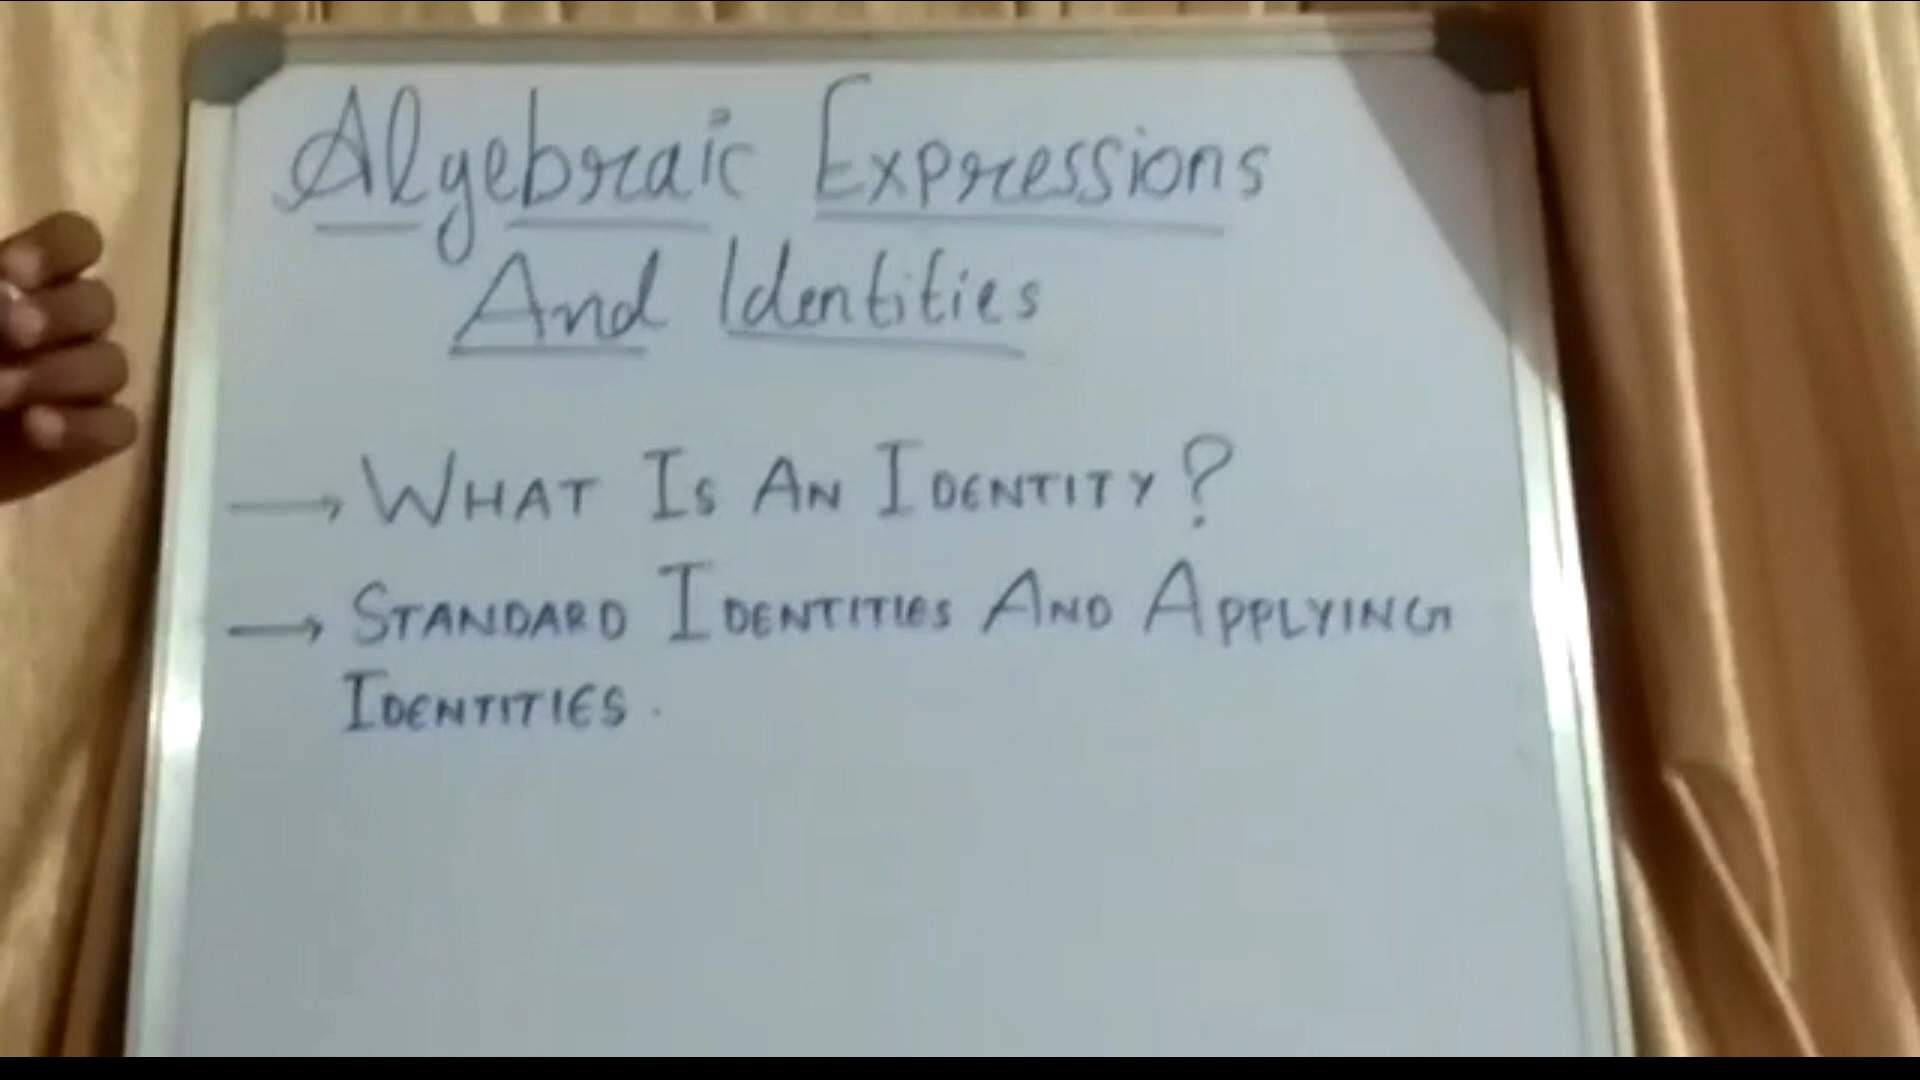 Algebraic Expressions
And Identities
→ WHAT IS AN IDENTITY?
→ STANDARD IDENTITIES AND APPLYING
IDENTITIES.